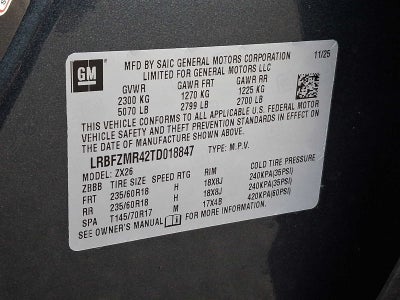 GM
MFD BY SAIC GENERAL MOTORS CORPORATION 11/25
LIMITED FOR GENERAL MOTORS LLC
GVWR GAWR FRT GAWR RR
2300 KG 1270 KG 1225 KG
5070 LB 2799 LB 2700 LB
THIS VEHICLE CONFORMS TO ALL APPLICABLE U.S. FEDERAL MOTOR
VEHICLE SAFETY AND THEFT PREVENTION STANDARDS IN EFFECT ON
THE DATE OF MANUFACTURE SHOWN ABOVE.
LRBFZMR42TD018847 TYPE: M.P.V.
MODEL: ZX26
ZBBB TIRE SIZE SPEED RTG RIM COLD TIRE PRESSURE
FRT 235/60R18 H 18X8J 240KPA(35PSI)
RR 235/60R18 H 18X8J 240KPA(35PSI)
SPA T145/70R17 M 17X4B 420KPA(60PSI)
SEE OWNER'S MANUAL FOR MORE INFORMATION.